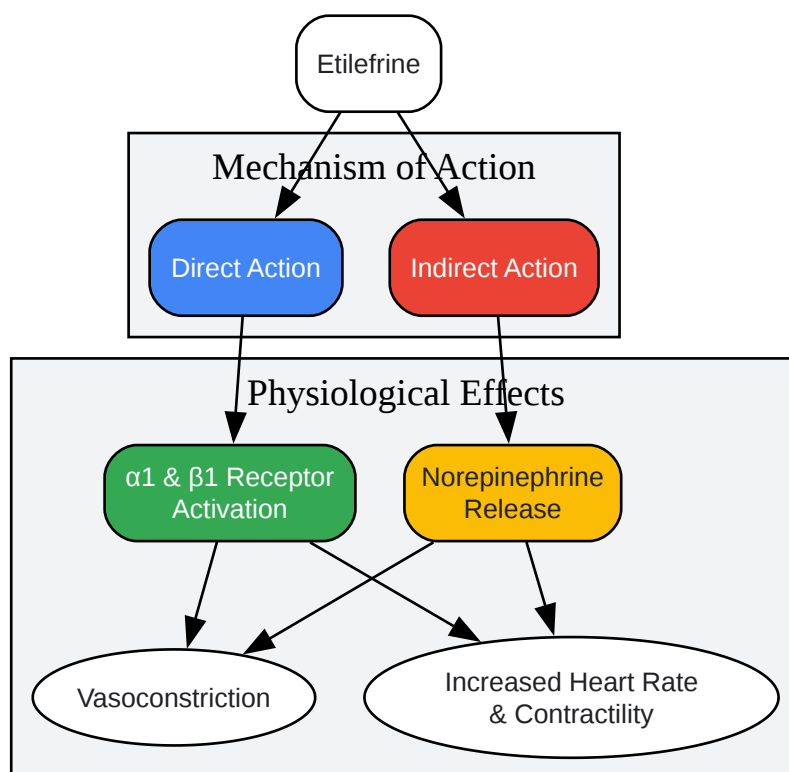 Etilefrine
Mechanism of Action
Direct Action
Indirect Action
Physiological Effects
α1 & β1 Receptor
Activation
Norepinephrine
Release
Vasoconstriction
Increased Heart Rate
& Contractility